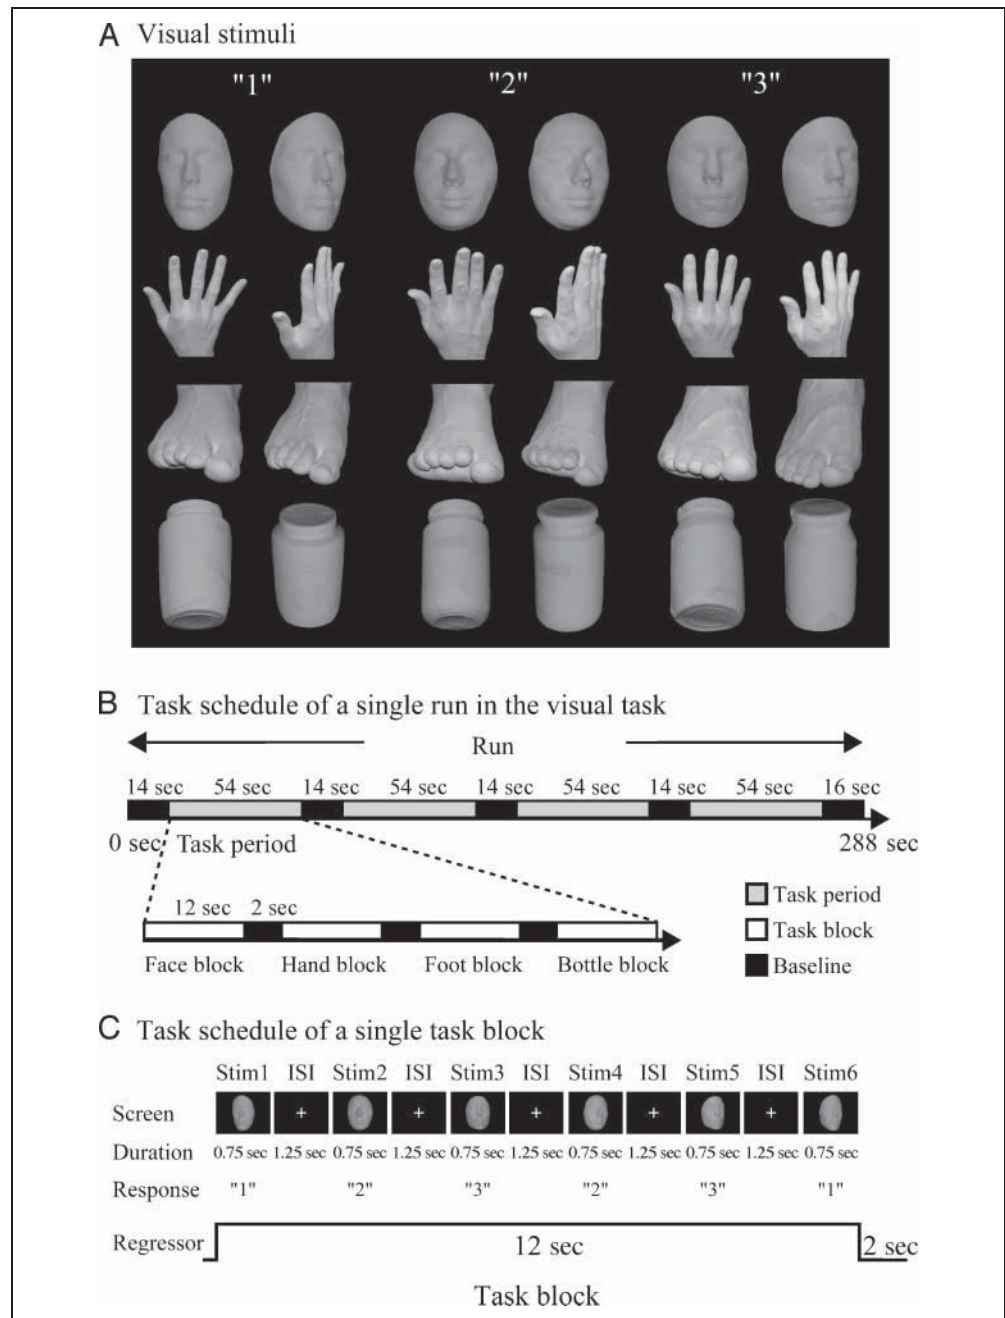 A Visual stimuli
"1" "2" "3"
B Task schedule of a single run in the visual task
Run
14 sec 54 sec 14 sec 54 sec 14 sec 54 sec 14 sec 54 sec 16 sec
0 sec Task period 288 sec
Task period
12 sec 2 sec
Task block
Face block Hand block Foot block Bottle block
Baseline
C Task schedule of a single task block
Stim1 ISI Stim2 ISI Stim3 ISI Stim4 ISI Stim5 ISI Stim6
Screen + + + + +
Duration 0.75 sec 1.25 sec 0.75 sec 1.25 sec 0.75 sec 1.25 sec 0.75 sec 1.25 sec 0.75 sec 1.25 sec 0.75 sec
Response "1" "2" "3" "2" "3" "1"
Regressor 12 sec 2 sec
Task block